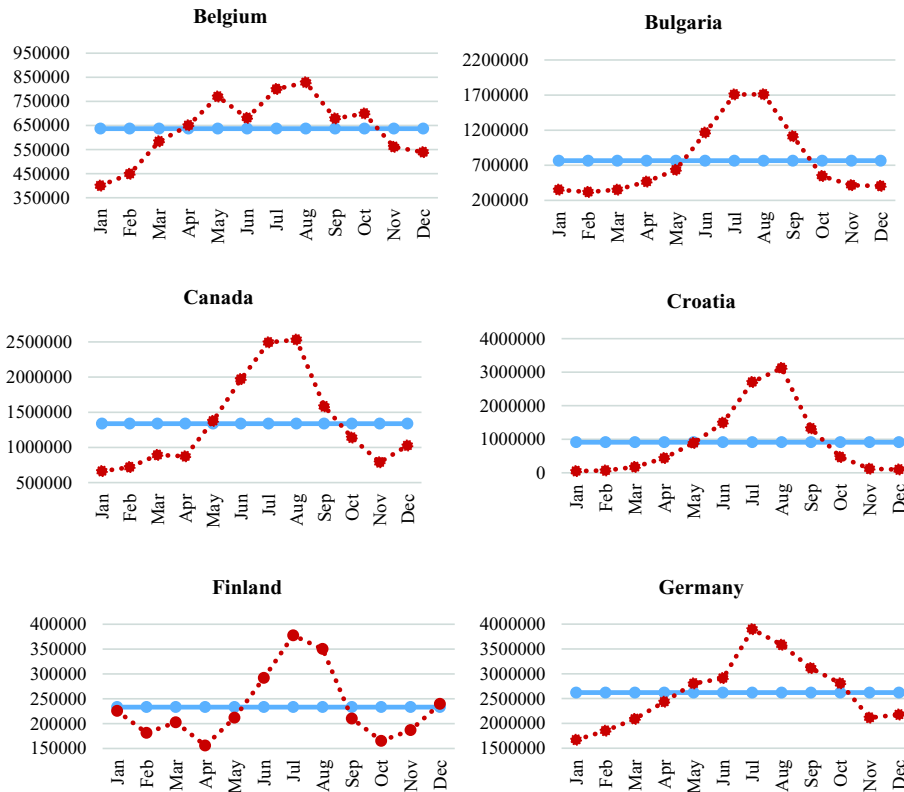 Belgium
950000
850000
750000
650000
550000
450000
350000
Jan Feb Mar Apr May Jun Jul Aug Sep Oct Nov Dec
Bulgaria
2200000
1700000
1200000
700000
200000
Jan Feb Mar Apr May Jun Jul Aug Sep Oct Nov Dec
Canada
2500000
2000000
1500000
1000000
500000
Jan Feb Mar Apr May Jun Jul Aug Sep Oct Nov Dec
Croatia
4000000
3000000
2000000
1000000
0
Jan Feb Mar Apr May Jun Jul Aug Sep Oct Nov Dec
Finland
400000
350000
300000
250000
200000
150000
Jan Feb Mar Apr May Jun Jul Aug Sep Oct Nov Dec
Germany
4000000
3500000
3000000
2500000
2000000
1500000
Jan Feb Mar Apr May Jun Jul Aug Sep Oct Nov Dec